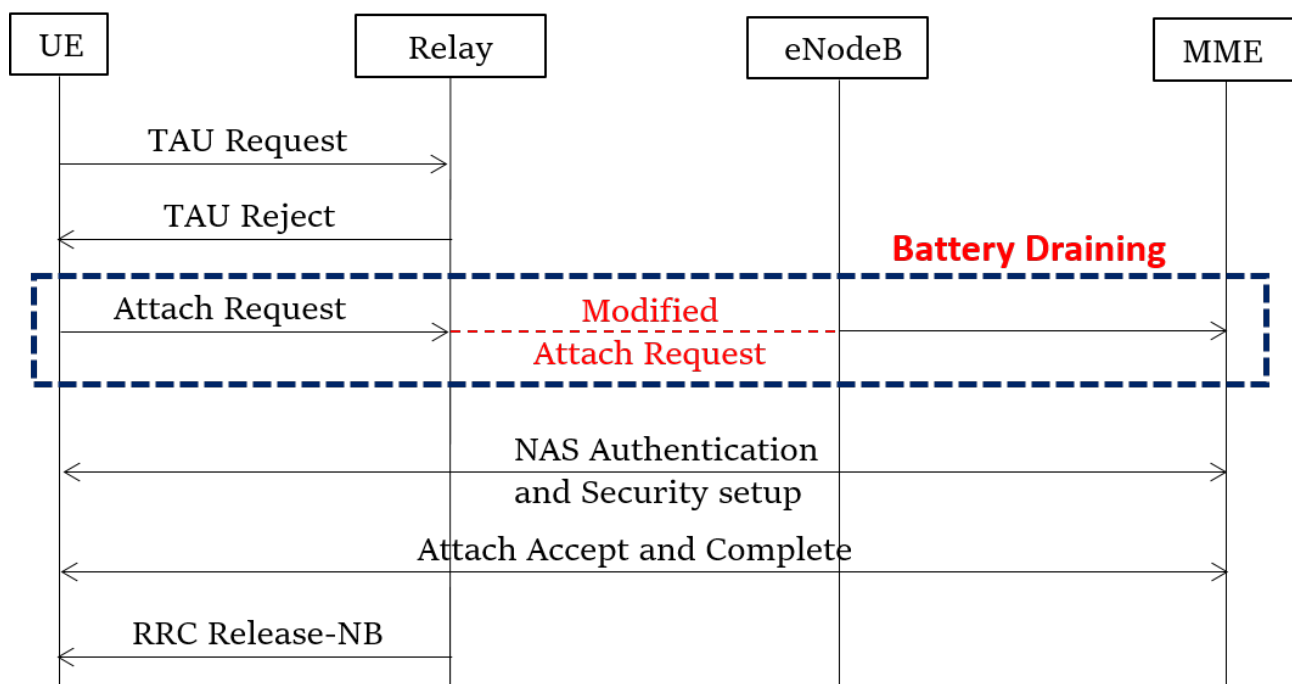 UE
Relay
eNodeB
MME
TAU Request
TAU Reject
Battery Draining
Attach Request
Modified
Attach Request
NAS Authentication
and Security setup
Attach Accept and Complete
RRC Release-NB